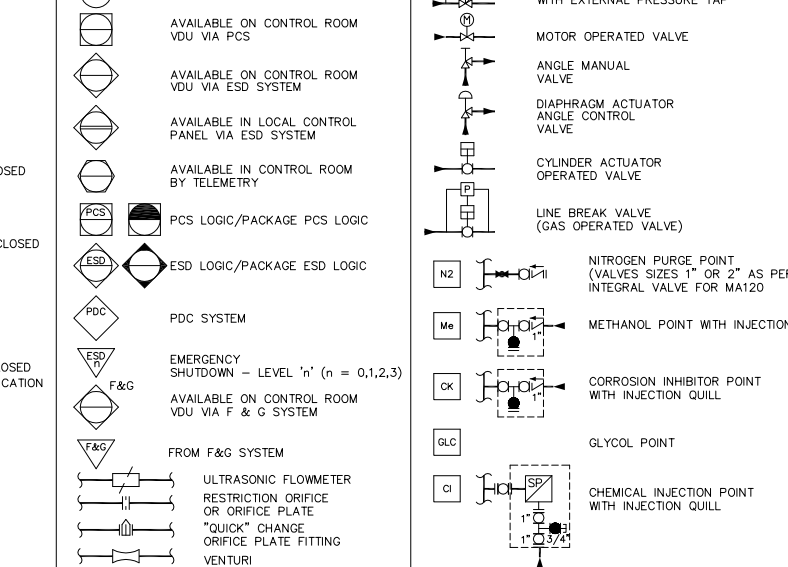 OSED
CLOSED
OSED
CATION
AVAILABLE ON CONTROL ROOM
VDU VIA PCS
AVAILABLE ON CONTROL ROOM
VDU VIA ESD SYSTEM
AVAILABLE IN LOCAL CONTROL
PANEL VIA ESD SYSTEM
AVAILABLE IN CONTROL ROOM
BY TELEMETRY
PCS
PCS LOGIC/PACKAGE PCS LOGIC
ESD
ESD LOGIC/PACKAGE ESD LOGIC
PDC
PDC SYSTEM
ESD
n
EMERGENCY
SHUTDOWN – LEVEL 'n' (n = 0,1,2,3)
F&G
AVAILABLE ON CONTROL ROOM
VDU VIA F & G SYSTEM
F&G
FROM F&G SYSTEM
ULTRASONIC FLOWMETER
RESTRICTION ORIFICE
OR ORIFICE PLATE
"QUICK" CHANGE
ORIFICE PLATE FITTING
VENTURI
WITH EXTERNAL PRESSURE TAP
M
MOTOR OPERATED VALVE
ANGLE MANUAL
VALVE
DIAPHRAGM ACTUATOR
ANGLE CONTROL
VALVE
CYLINDER ACTUATOR
OPERATED VALVE
P
LINE BREAK VALVE
(GAS OPERATED VALVE)
N2
NITROGEN PURGE POINT
(VALVES SIZES 1" OR 2" AS PER
INTEGRAL VALVE FOR MA120
Me
1"
METHANOL POINT WITH INJECTION
CK
1"
CORROSION INHIBITOR POINT
WITH INJECTION QUILL
GLC
GLYCOL POINT
CI
SP
1"
1" 3/4"
CHEMICAL INJECTION POINT
WITH INJECTION QUILL